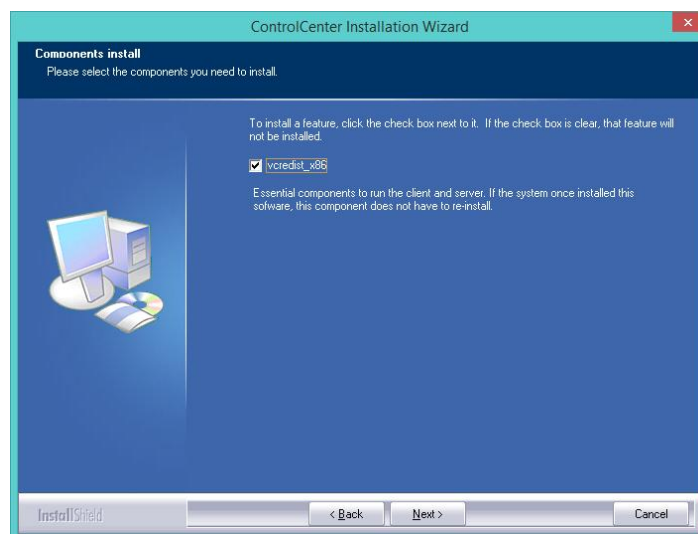 ControlCenter Installation Wizard
Components install
Please select the components you need to install.
To install a feature, click the check box next to it. If the check box is clear, that feature will
not be installed.
vcredist_x86
Essential components to run the client and server. If the system once installed this
sofware, this component does not have to re-install.
InstallShield
< Back
Next >
Cancel